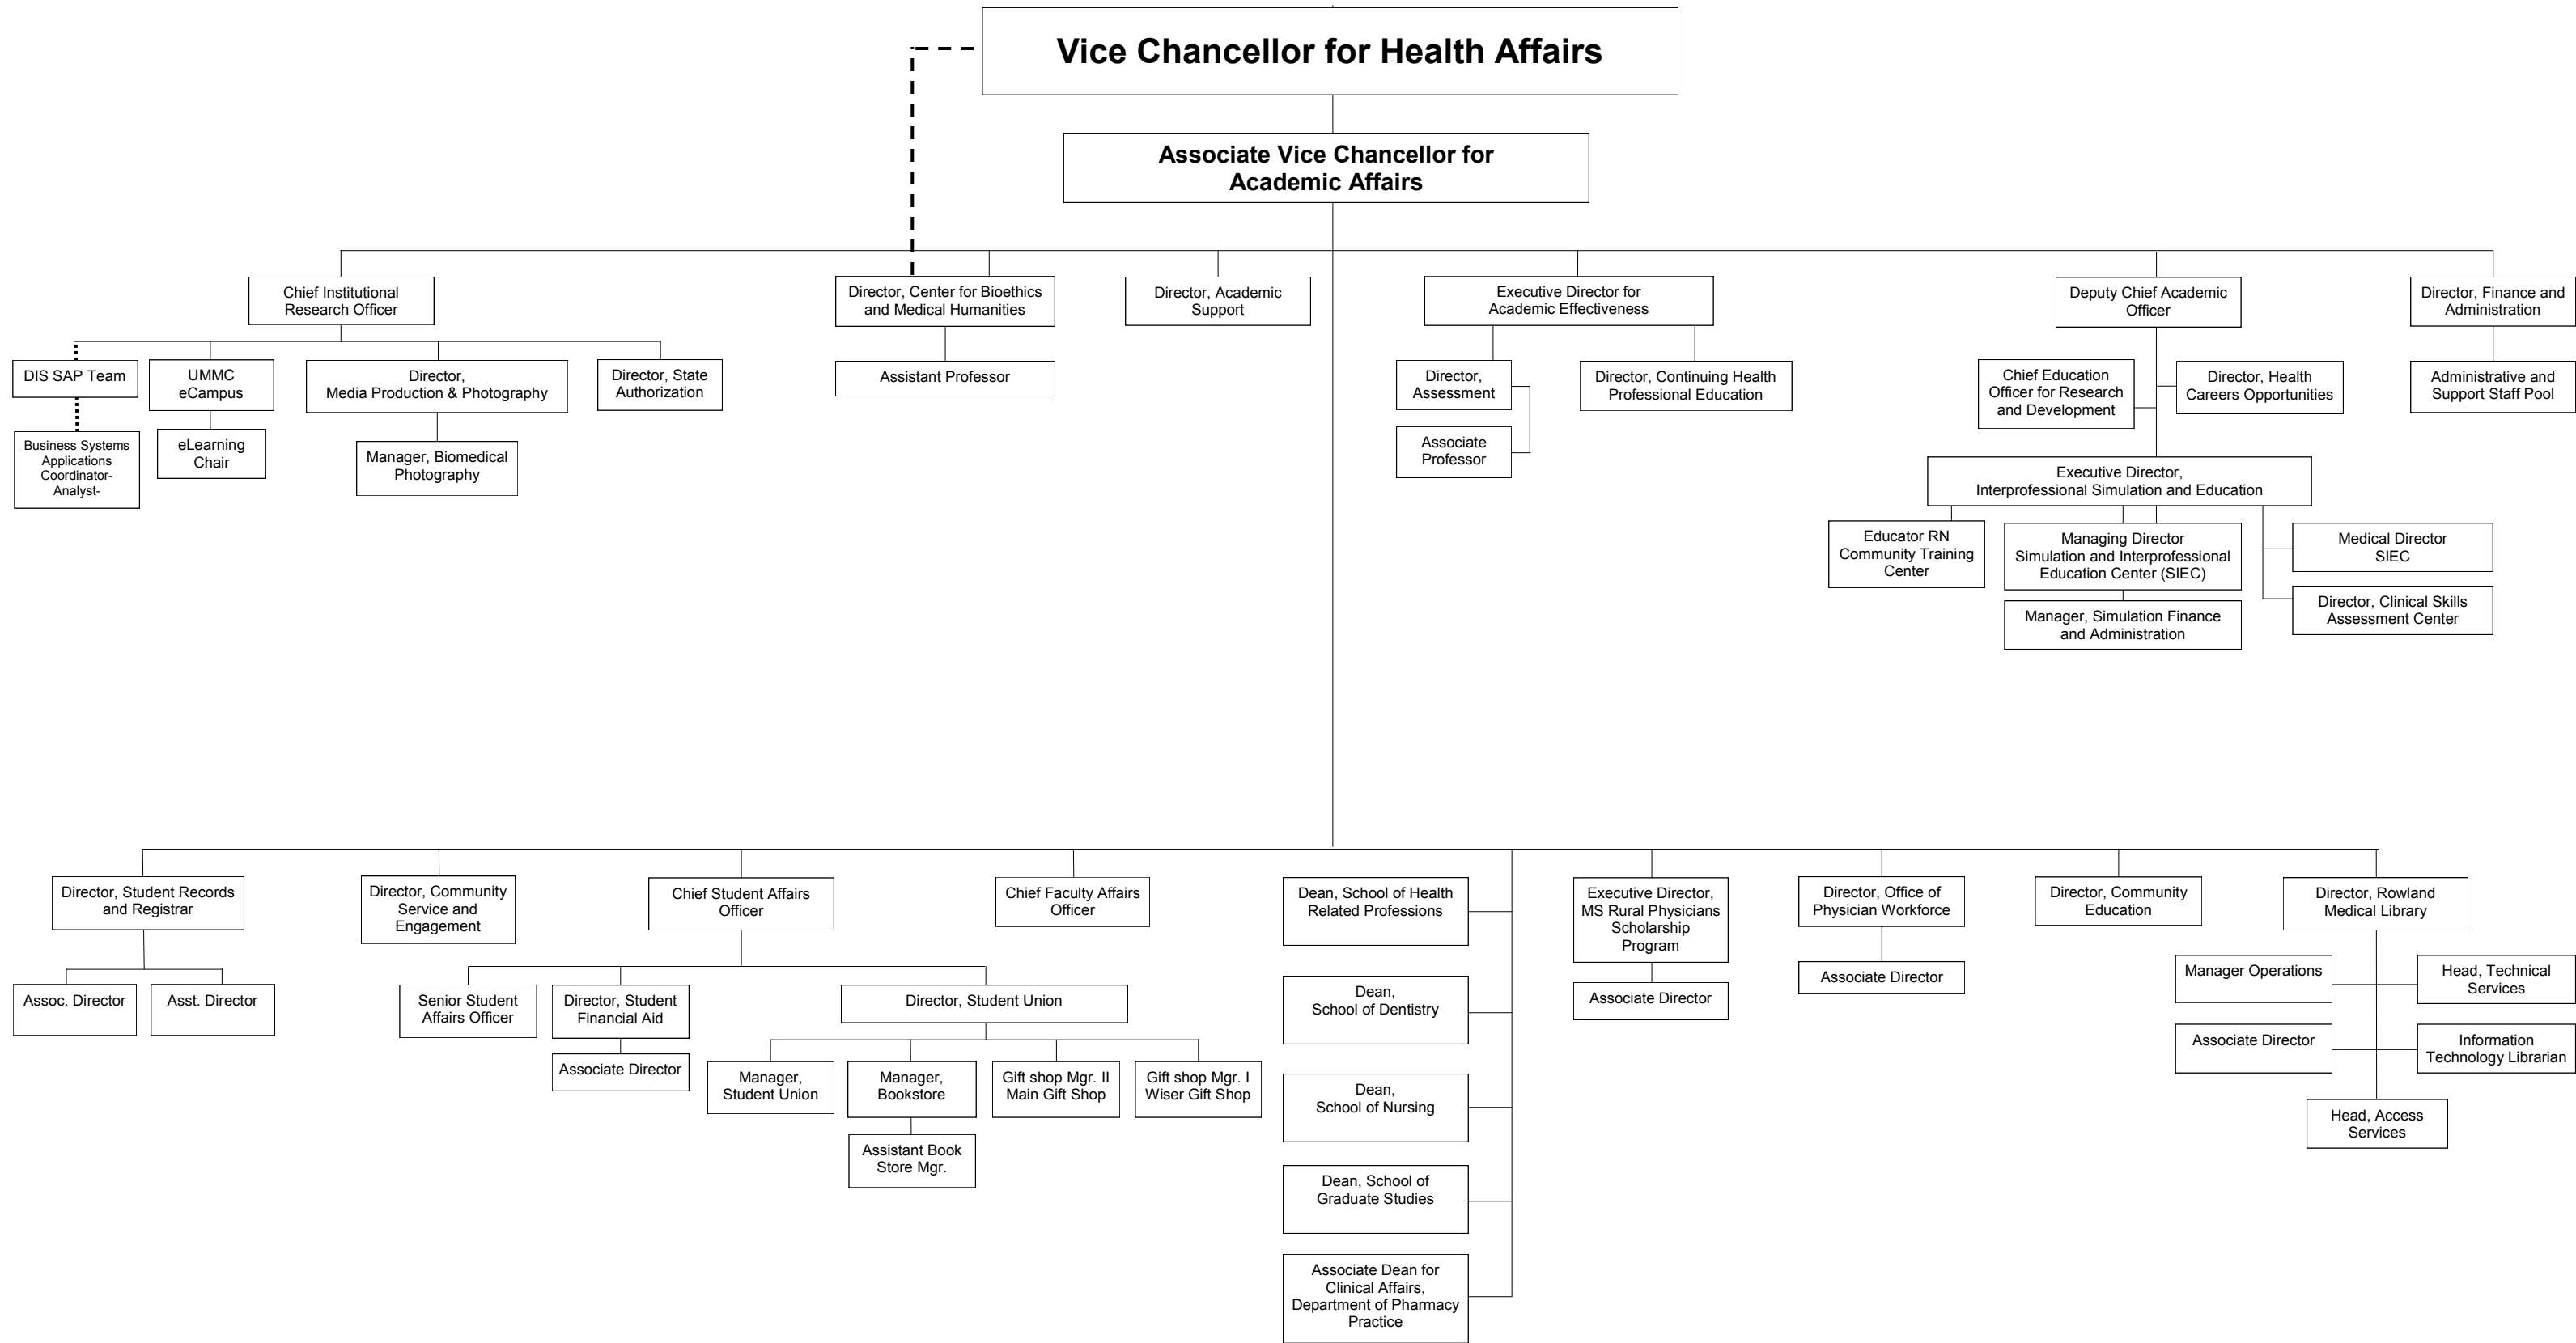 Vice Chancellor for Health Affairs
Associate Vice Chancellor for
Academic Affairs
Chief Institutional
Research Officer
Director, Center for Bioethics
and Medical Humanities
Director, Academic
Support
Executive Director for
Academic Effectiveness
Deputy Chief Academic
Officer
Director, Finance and
Administration
DIS SAP Team
UMMC
eCampus
Director,
Media Production & Photography
Director, State
Authorization
Assistant Professor
Director,
Assessment
Director, Continuing Health
Professional Education
Chief Education
Officer for Research
and Development
Director, Health
Careers Opportunities
Administrative and
Support Staff Pool
Business Systems
Applications
Coordinator-
Analyst-
eLearning
Chair
Manager, Biomedical
Photography
Associate
Professor
Executive Director,
Interprofessional Simulation and Education
Educator RN
Community Training
Center
Managing Director
Simulation and Interprofessional
Education Center (SIEC)
Medical Director
SIEC
Manager, Simulation Finance
and Administration
Director, Clinical Skills
Assessment Center
Director, Student Records
and Registrar
Director, Community
Service and
Engagement
Chief Student Affairs
Officer
Chief Faculty Affairs
Officer
Dean, School of Health
Related Professions
Executive Director,
MS Rural Physicians
Scholarship
Program
Director, Office of
Physician Workforce
Director, Community
Education
Director, Rowland
Medical Library
Assoc. Director
Asst. Director
Senior Student
Affairs Officer
Director, Student
Financial Aid
Director, Student Union
Dean,
School of Dentistry
Associate Director
Associate Director
Manager Operations
Head, Technical
Services
Associate Director
Manager,
Student Union
Manager,
Bookstore
Gift shop Mgr. II
Main Gift Shop
Gift shop Mgr. I
Wiser Gift Shop
Dean,
School of Nursing
Associate Director
Information
Technology Librarian
Assistant Book
Store Mgr.
Head, Access
Services
Dean, School of
Graduate Studies
Associate Dean for
Clinical Affairs,
Department of Pharmacy
Practice